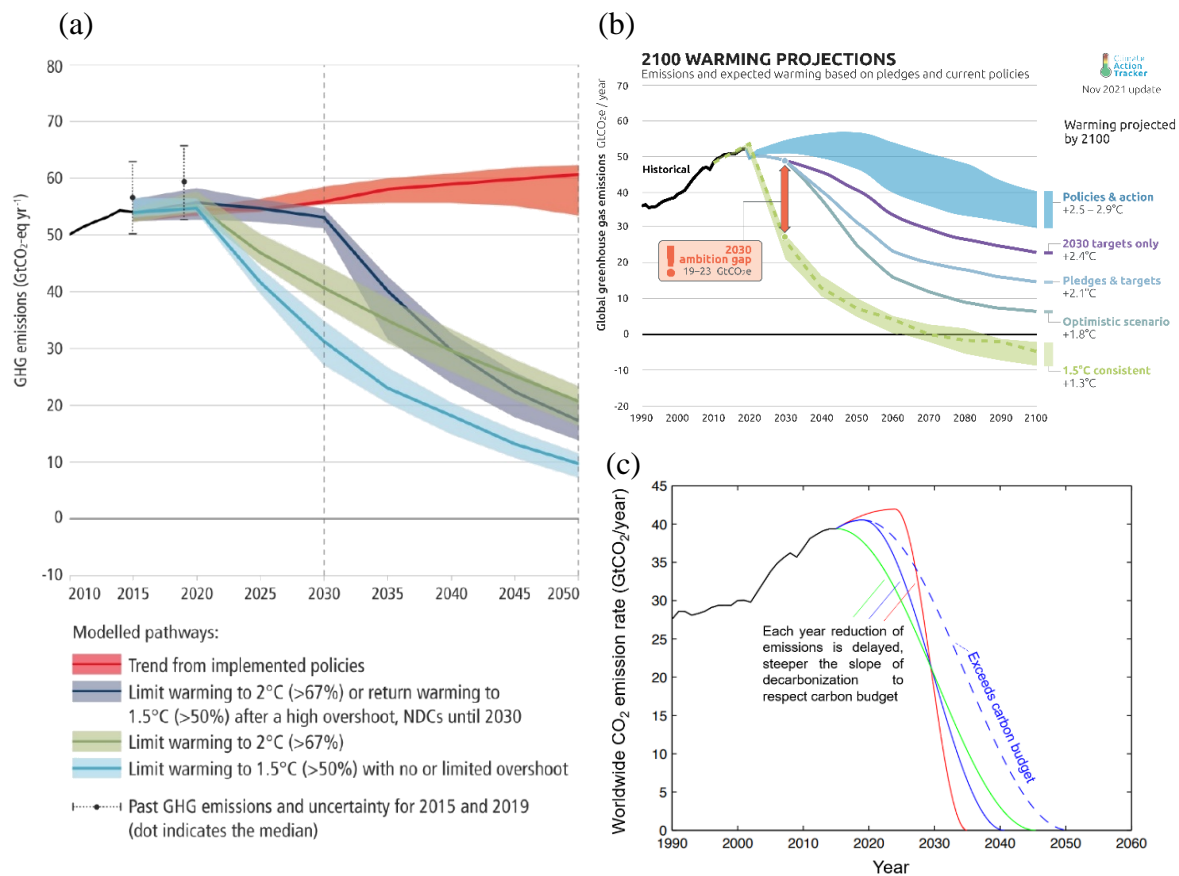 (a)
80
70
60
50
40
30
20
10
0
-10
GHG emissions (GtCO₂-eq yr⁻¹)
2010 2015 2020 2025 2030 2035 2040 2045 2050
Modelled pathways:
Trend from implemented policies
Limit warming to 2°C (>67%) or return warming to
1.5°C (>50%) after a high overshoot, NDCs until 2030
Limit warming to 2°C (>67%)
Limit warming to 1.5°C (>50%) with no or limited overshoot
Past GHG emissions and uncertainty for 2015 and 2019
(dot indicates the median)
(b)
2100 WARMING PROJECTIONS
Emissions and expected warming based on pledges and current policies
Climate
Action
Tracker
Nov 2021 update
Warming projected
by 2100
70
60
50
40
30
20
10
0
-10
-20
Global greenhouse gas emissions GLCO₂e / year
Historical
2030
ambition gap
19–23 GtCO₂e
Policies & action
+2.5 – 2.9°C
2030 targets only
+2.4°C
Pledges & targets
+2.1°C
Optimistic scenario
+1.8°C
1.5°C consistent
+1.3°C
1990 2000 2010 2020 2030 2040 2050 2060 2070 2080 2090 2100
(c)
45
40
35
30
25
20
15
10
5
0
Worldwide CO₂ emission rate (GtCO₂/year)
Each year reduction of
emissions is delayed,
steeper the slope of
decarbonization to
respect carbon budget
Exceeds carbon budget
1990 2000 2010 2020 2030 2040 2050 2060
Year